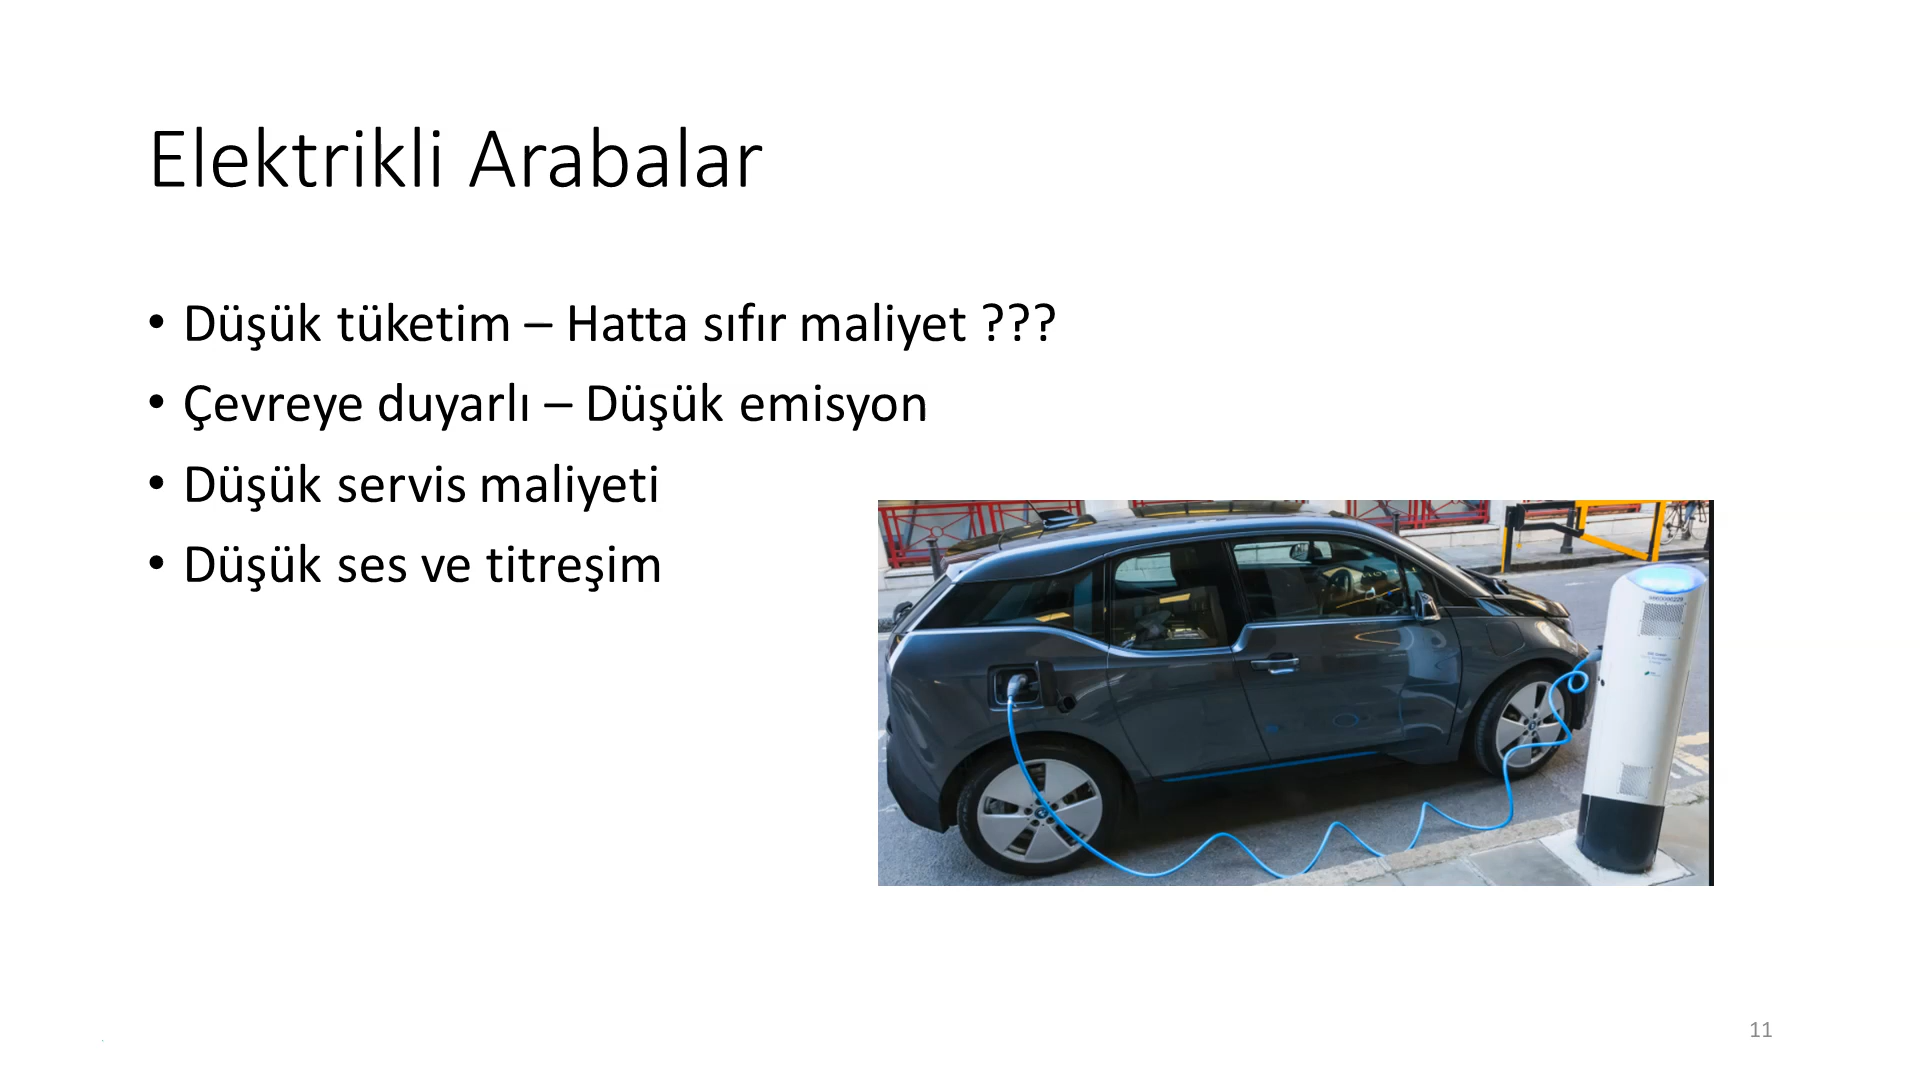 Elektrikli Arabalar
• Düşük tüketim – Hatta sıfır maliyet ???
• Çevreye duyarlı – Düşük emisyon
• Düşük servis maliyeti
• Düşük ses ve titreşim
11